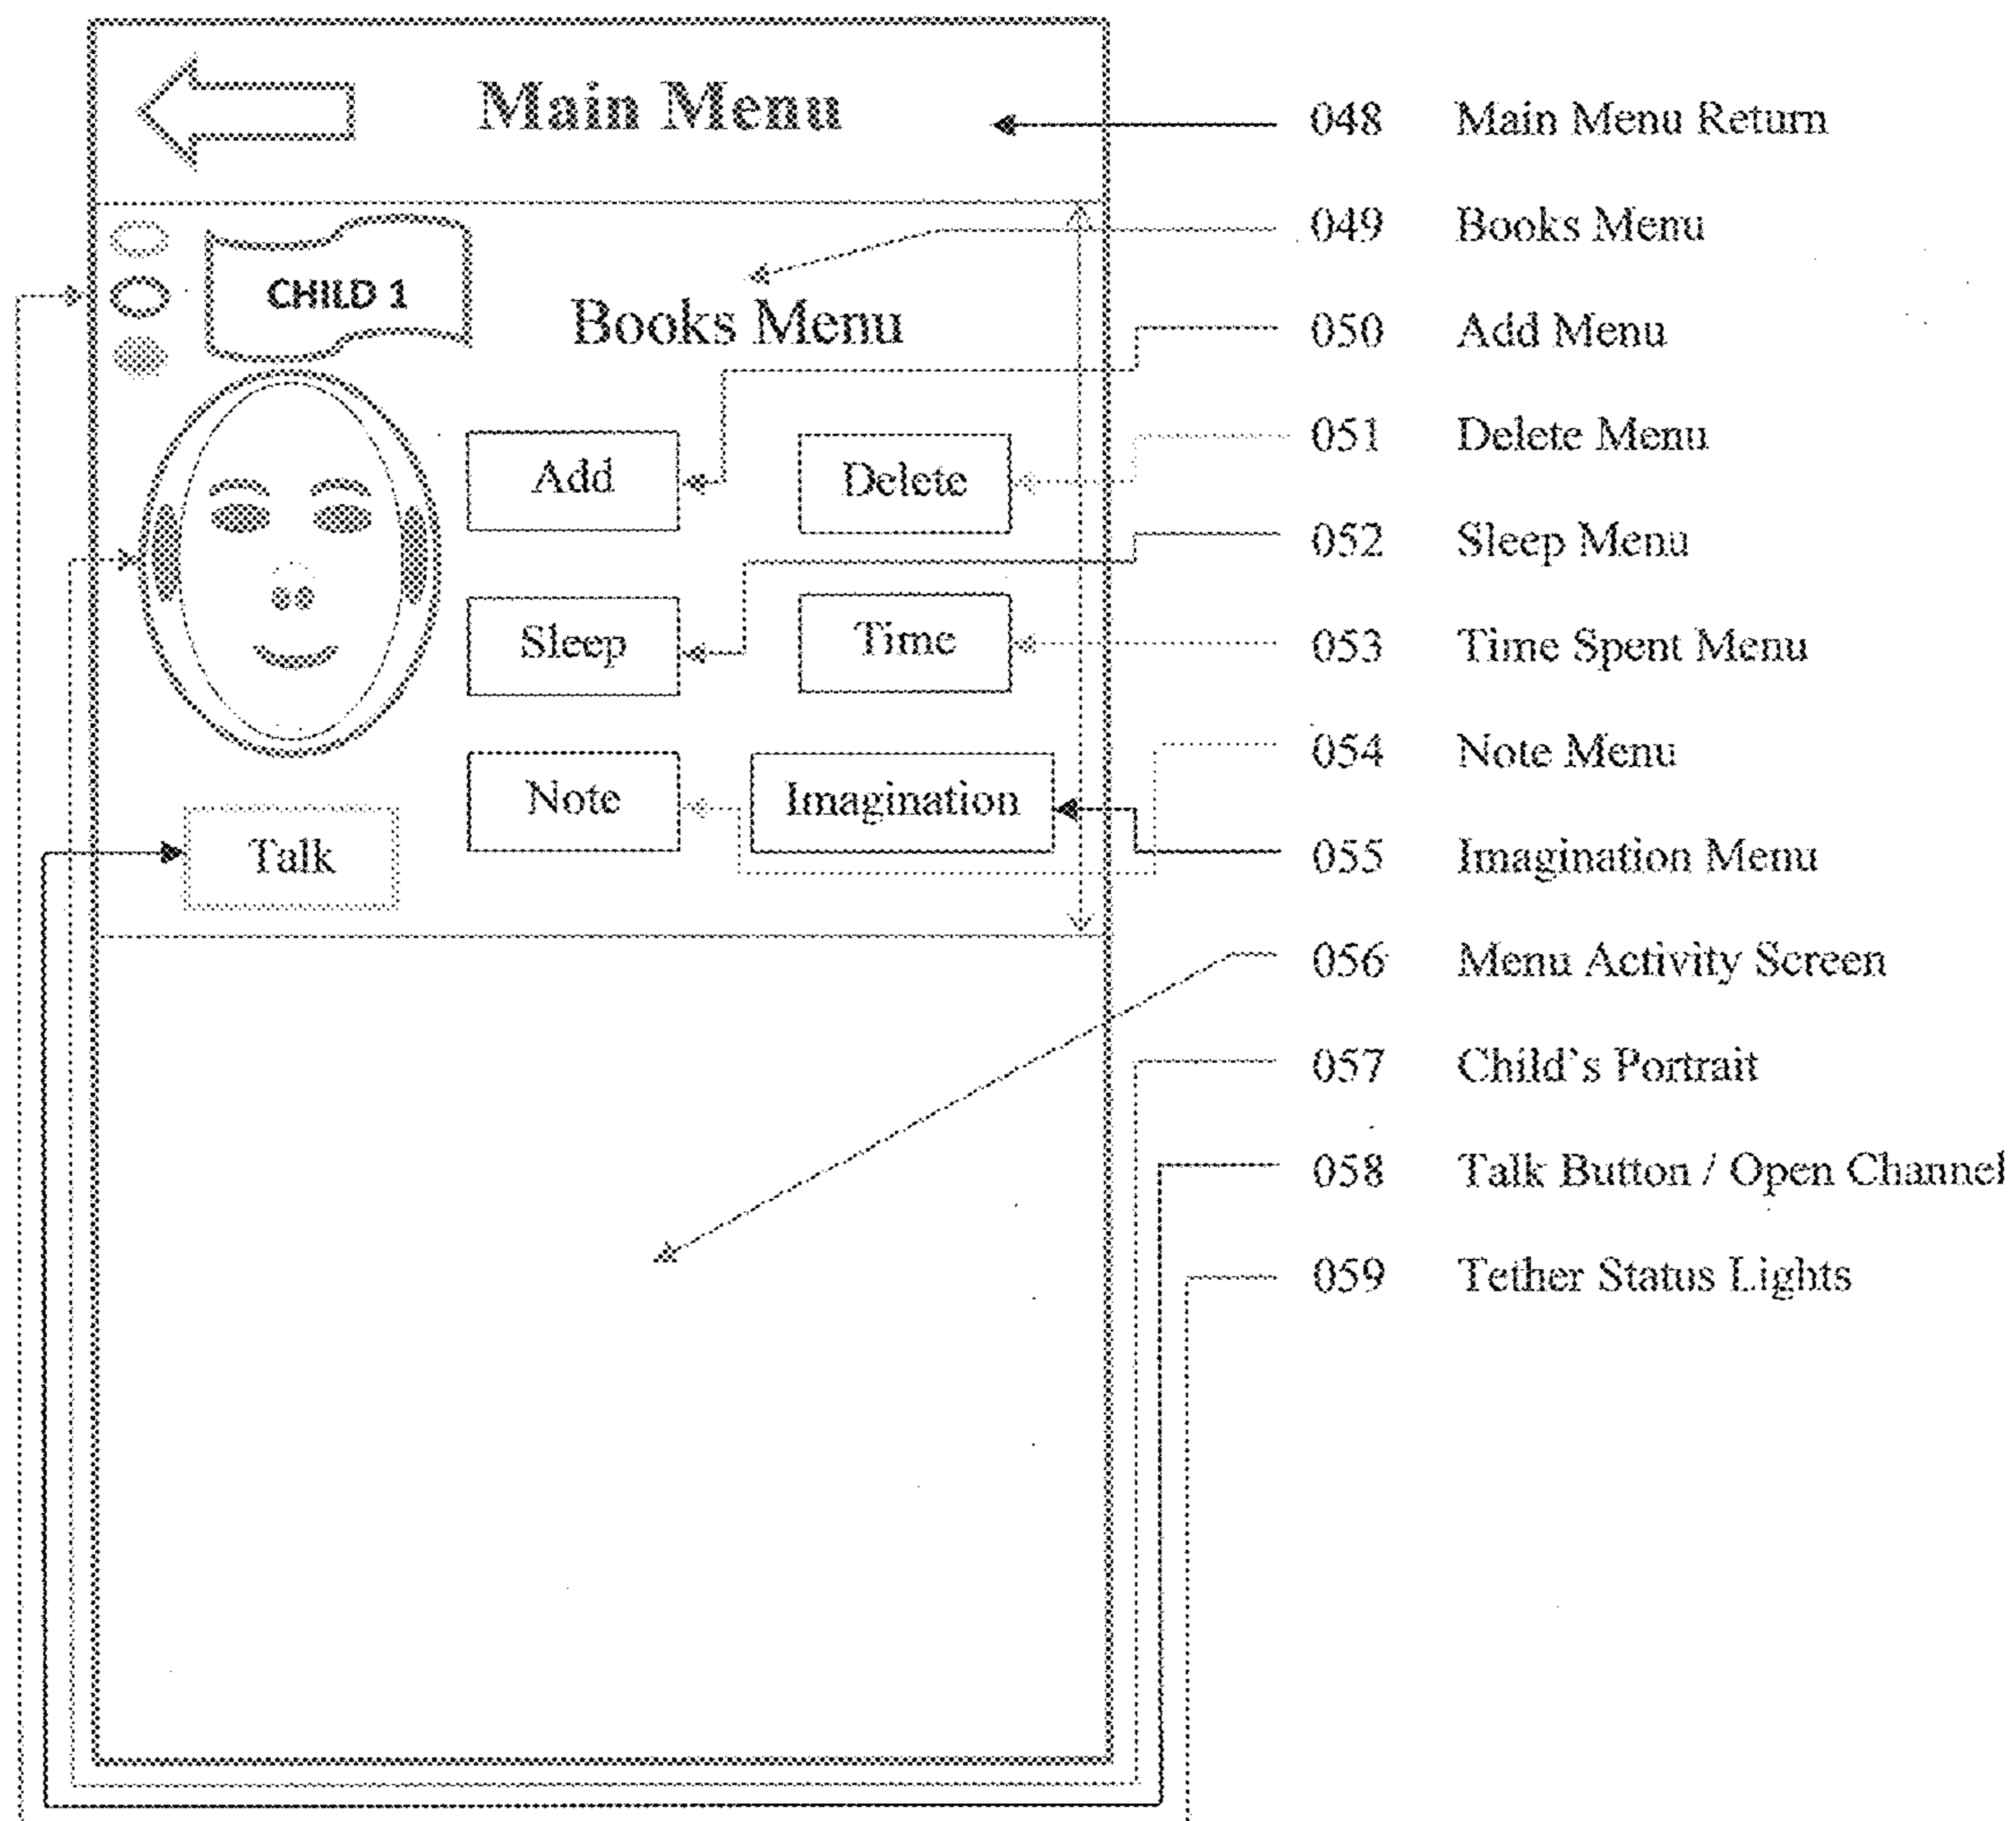 Main Menu
CHILD 1
Books Menu
Add
Delete
Sleep
Time
Note
Imagination
Talk
048 Main Menu Return
049 Books Menu
050 Add Menu
051 Delete Menu
052 Sleep Menu
053 Time Spent Menu
054 Note Menu
055 Imagination Menu
056 Menu Activity Screen
057 Child's Portrait
058 Talk Button / Open Channel
059 Tether Status Lights